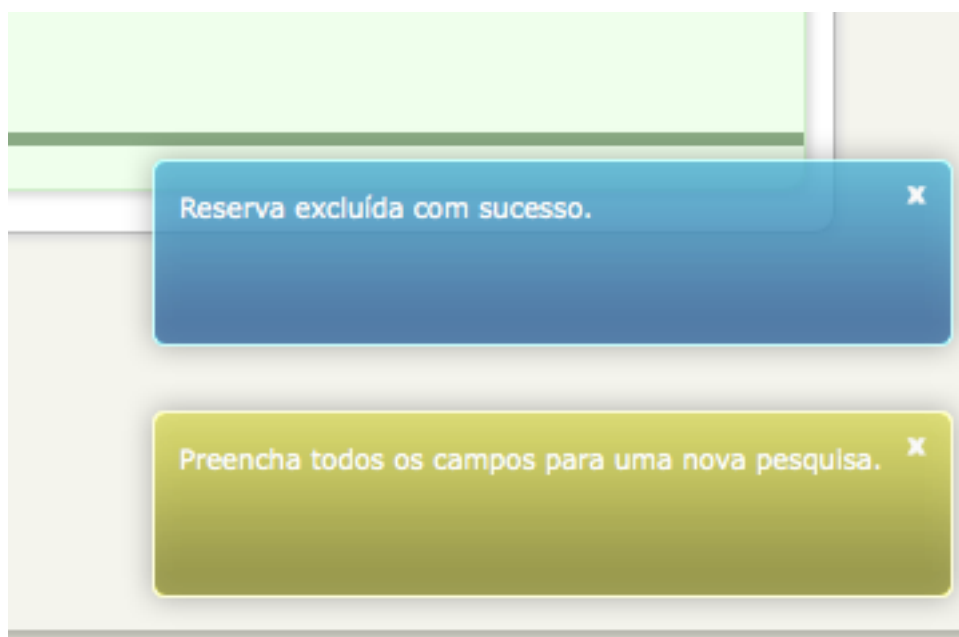 Reserva excluída com sucesso.
x
Preencha todos os campos para uma nova pesquisa.
x